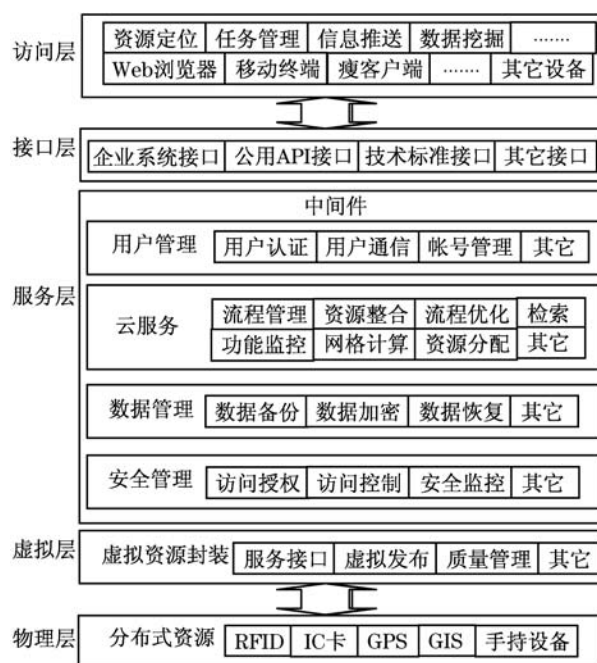 访问层
资源定位 任务管理 信息推送 数据挖掘 ……
Web浏览器 移动终端 瘦客户端 …… 其它设备
接口层
企业系统接口 公用API接口 技术标准接口 其它接口
服务层
中间件
用户管理 用户认证 用户通信 帐号管理 其它
云服务
流程管理 资源整合 流程优化 检索
功能监控 网格计算 资源分配 其它
数据管理 数据备份 数据加密 数据恢复 其它
安全管理 访问授权 访问控制 安全监控 其它
虚拟层
虚拟资源封装 服务接口 虚拟发布 质量管理 其它
物理层
分布式资源 RFID IC卡 GPS GIS 手持设备